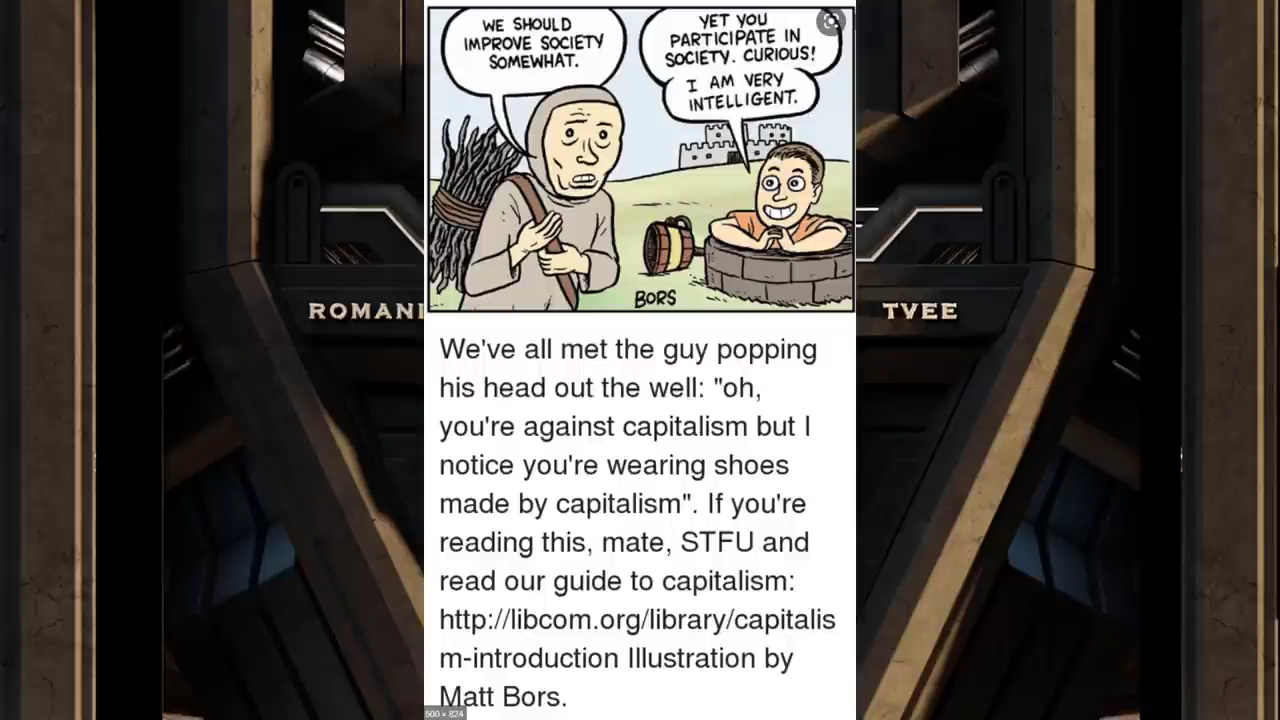 WE SHOULD
IMPROVE SOCIETY
SOMEWHAT.
YET YOU
PARTICIPATE IN
SOCIETY. CURIOUS!
I AM VERY
INTELLIGENT.
BORS
ROMANI
TVEE
We've all met the guy popping
his head out the well: "oh,
you're against capitalism but I
notice you're wearing shoes
made by capitalism". If you're
reading this, mate, STFU and
read our guide to capitalism:
http://libcom.org/library/capitalis
m-introduction Illustration by
Matt Bors.
500 × 824